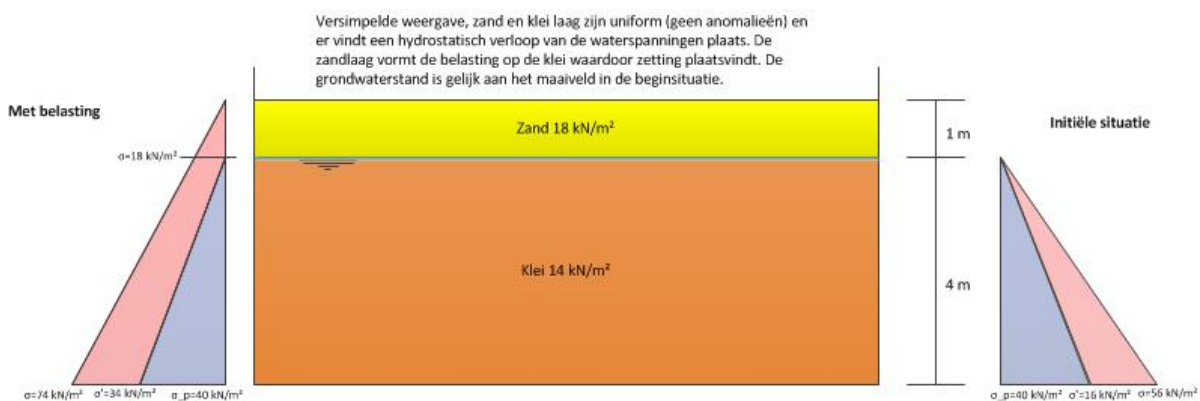 Versimpelde weergave, zand en klei laag zijn uniform (geen anomalieën) en
er vindt een hydrostatisch verloop van de waterspanningen plaats. De
zandlaag vormt de belasting op de klei waardoor zetting plaatsvindt. De
grondwaterstand is gelijk aan het maaiveld in de beginsituatie.
Met belasting
Zand 18 kN/m²
1 m
Initiële situatie
σ=18 kN/m²
Klei 14 kN/m²
4 m
σ=74 kN/m² σ'=34 kN/m² σ_p=40 kN/m²
σ_p=40 kN/m² σ'=16 kN/m² σ=56 kN/m²